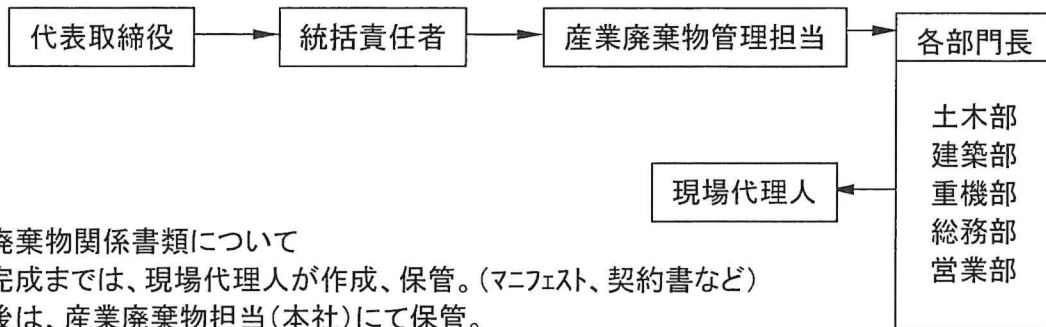 代表取締役
統括責任者
産業廃棄物管理担当
各部門長
土木部
建築部
重機部
総務部
営業部
現場代理人
廃棄物関係書類について
完成までは、現場代理人が作成、保管。(マニフェスト、契約書など)
後は、産業廃棄物担当(本社)にて保管。